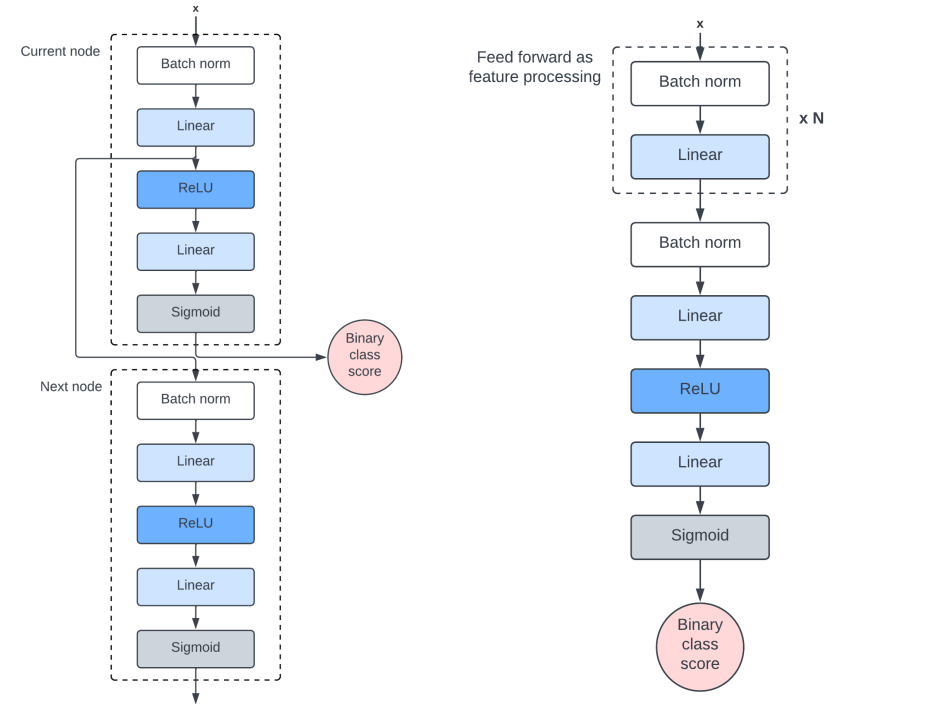 x
Current node
Batch norm
Linear
ReLU
Linear
Sigmoid
Binary
class
score
Next node
Batch norm
Linear
ReLU
Linear
Sigmoid
x
Feed forward as
feature processing
Batch norm
Linear
x N
Batch norm
Linear
ReLU
Linear
Sigmoid
Binary
class
score